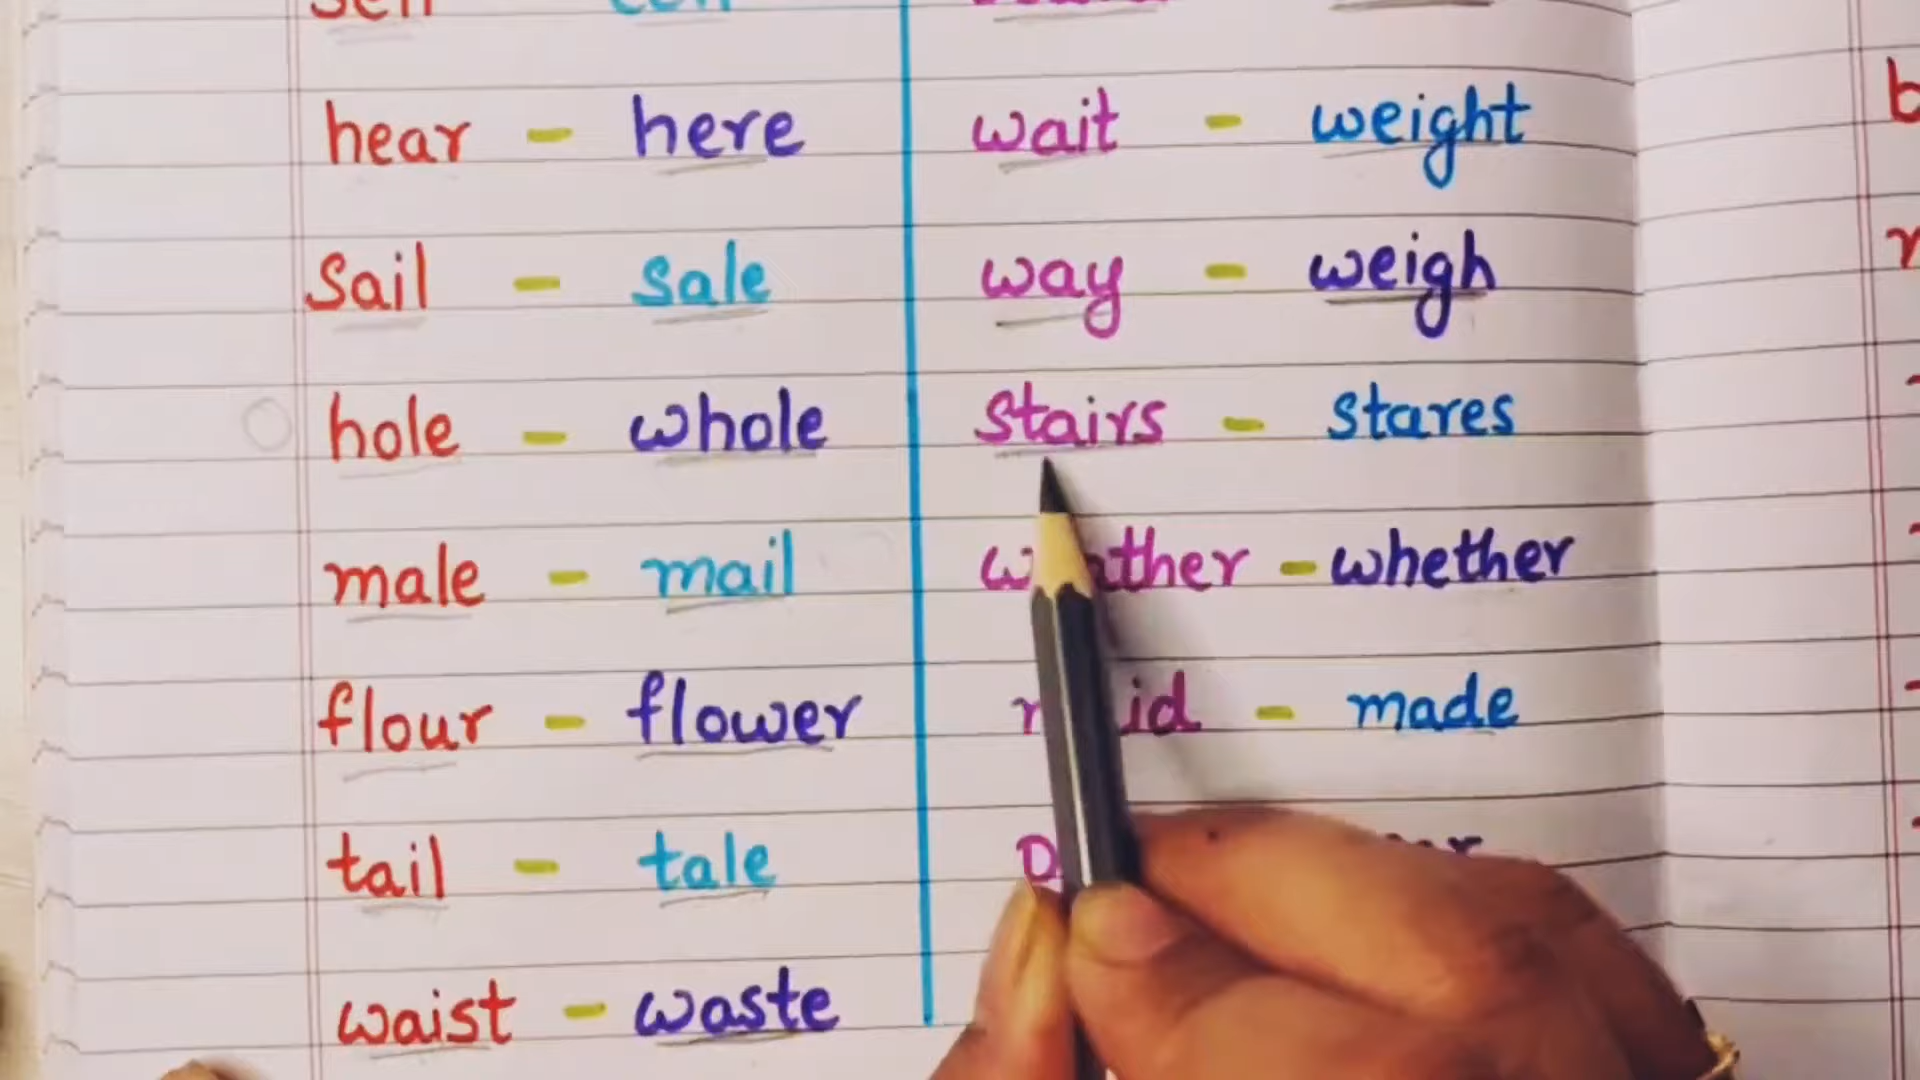 hear - here
sail - sale
hole - whole
male - mail
flour - flower
tail - tale
waist - waste
wait - weight
way - weigh
stairs - stares
- whether
- made